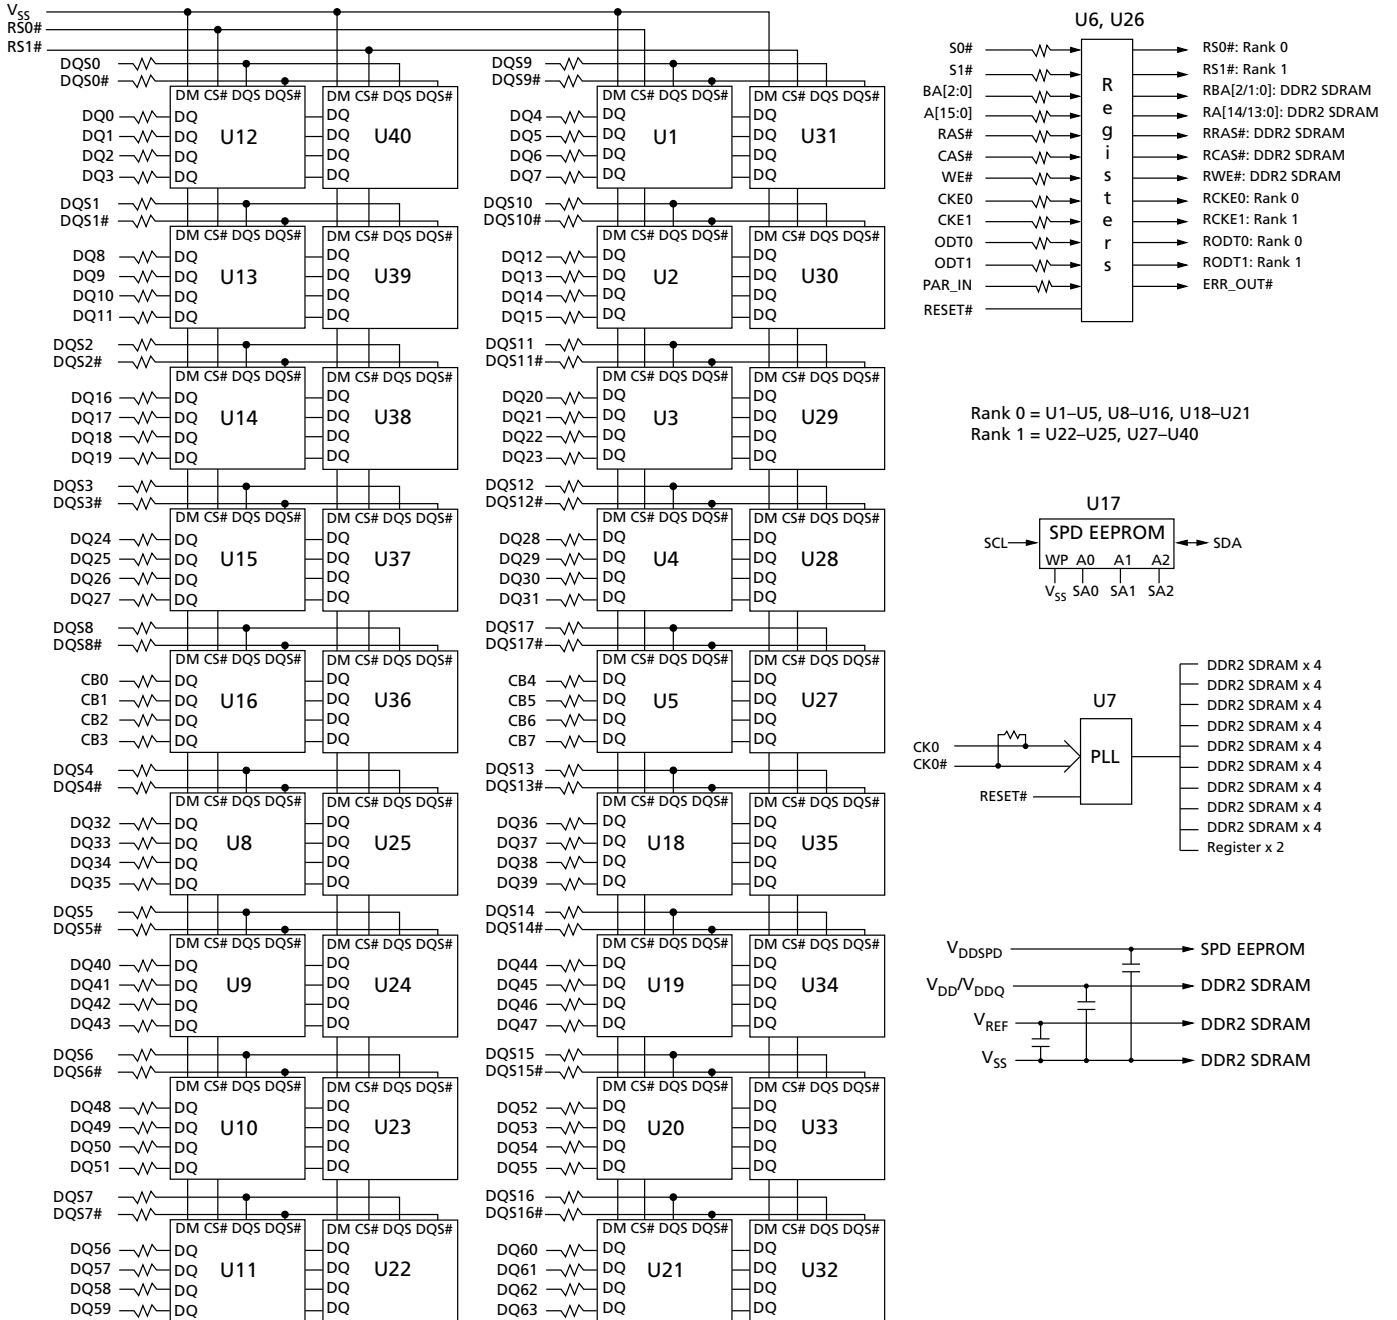 VSS
RS0#
RS1#
DQS0
DQS0#
DM CS# DQS DQS#
DM CS# DQS DQS#
DQ0 DQ DQ
DQ1 DQ U12 DQ U40
DQ2 DQ DQ
DQ3 DQ DQ
DQS1
DQS1#
DM CS# DQS DQS#
DM CS# DQS DQS#
DQ8 DQ DQ
DQ9 DQ U13 DQ U39
DQ10 DQ DQ
DQ11 DQ DQ
DQS2
DQS2#
DM CS# DQS DQS#
DM CS# DQS DQS#
DQ16 DQ DQ
DQ17 DQ U14 DQ U38
DQ18 DQ DQ
DQ19 DQ DQ
DQS3
DQS3#
DM CS# DQS DQS#
DM CS# DQS DQS#
DQ24 DQ DQ
DQ25 DQ U15 DQ U37
DQ26 DQ DQ
DQ27 DQ DQ
DQS8
DQS8#
DM CS# DQS DQS#
DM CS# DQS DQS#
CB0 DQ DQ
CB1 DQ U16 DQ U36
CB2 DQ DQ
CB3 DQ DQ
DQS4
DQS4#
DM CS# DQS DQS#
DM CS# DQS DQS#
DQ32 DQ DQ
DQ33 DQ U8 DQ U25
DQ34 DQ DQ
DQ35 DQ DQ
DQS5
DQS5#
DM CS# DQS DQS#
DM CS# DQS DQS#
DQ40 DQ DQ
DQ41 DQ U9 DQ U24
DQ42 DQ DQ
DQ43 DQ DQ
DQS6
DQS6#
DM CS# DQS DQS#
DM CS# DQS DQS#
DQ48 DQ DQ
DQ49 DQ U10 DQ U23
DQ50 DQ DQ
DQ51 DQ DQ
DQS7
DQS7#
DM CS# DQS DQS#
DM CS# DQS DQS#
DQ56 DQ DQ
DQ57 DQ U11 DQ U22
DQ58 DQ DQ
DQ59 DQ DQ
DQS9
DQS9#
DM CS# DQS DQS#
DM CS# DQS DQS#
DQ4 DQ DQ
DQ5 DQ U1 DQ U31
DQ6 DQ DQ
DQ7 DQ DQ
DQS10
DQS10#
DM CS# DQS DQS#
DM CS# DQS DQS#
DQ12 DQ DQ
DQ13 DQ U2 DQ U30
DQ14 DQ DQ
DQ15 DQ DQ
DQS11
DQS11#
DM CS# DQS DQS#
DM CS# DQS DQS#
DQ20 DQ DQ
DQ21 DQ U3 DQ U29
DQ22 DQ DQ
DQ23 DQ DQ
DQS12
DQS12#
DM CS# DQS DQS#
DM CS# DQS DQS#
DQ28 DQ DQ
DQ29 DQ U4 DQ U28
DQ30 DQ DQ
DQ31 DQ DQ
DQS17
DQS17#
DM CS# DQS DQS#
DM CS# DQS DQS#
CB4 DQ DQ
CB5 DQ U5 DQ U27
CB6 DQ DQ
CB7 DQ DQ
DQS13
DQS13#
DM CS# DQS DQS#
DM CS# DQS DQS#
DQ36 DQ DQ
DQ37 DQ U18 DQ U35
DQ38 DQ DQ
DQ39 DQ DQ
DQS14
DQS14#
DM CS# DQS DQS#
DM CS# DQS DQS#
DQ44 DQ DQ
DQ45 DQ U19 DQ U34
DQ46 DQ DQ
DQ47 DQ DQ
DQS15
DQS15#
DM CS# DQS DQS#
DM CS# DQS DQS#
DQ52 DQ DQ
DQ53 DQ U20 DQ U33
DQ54 DQ DQ
DQ55 DQ DQ
DQS16
DQS16#
DM CS# DQS DQS#
DM CS# DQS DQS#
DQ60 DQ DQ
DQ61 DQ U21 DQ U32
DQ62 DQ DQ
DQ63 DQ DQ
U6, U26
Registers
S0# RS0#: Rank 0
S1# RS1#: Rank 1
BA[2:0] RBA[2/1:0]: DDR2 SDRAM
A[15:0] RA[14/13:0]: DDR2 SDRAM
RAS# RRAS#: DDR2 SDRAM
CAS# RCAS#: DDR2 SDRAM
WE# RWE#: DDR2 SDRAM
CKE0 RCKE0: Rank 0
CKE1 RCKE1: Rank 1
ODT0 RODT0: Rank 0
ODT1 RODT1: Rank 1
PAR_IN ERR_OUT#
RESET#
Rank 0 = U1–U5, U8–U16, U18–U21
Rank 1 = U22–U25, U27–U40
U17
SCL SPD EEPROM SDA
WP A0 A1 A2
VSS SA0 SA1 SA2
U7
CK0
CK0#
PLL
RESET#
DDR2 SDRAM x 4
DDR2 SDRAM x 4
DDR2 SDRAM x 4
DDR2 SDRAM x 4
DDR2 SDRAM x 4
DDR2 SDRAM x 4
DDR2 SDRAM x 4
DDR2 SDRAM x 4
DDR2 SDRAM x 4
Register x 2
VDDSPD SPD EEPROM
VDD/VDDQ DDR2 SDRAM
VREF DDR2 SDRAM
VSS DDR2 SDRAM